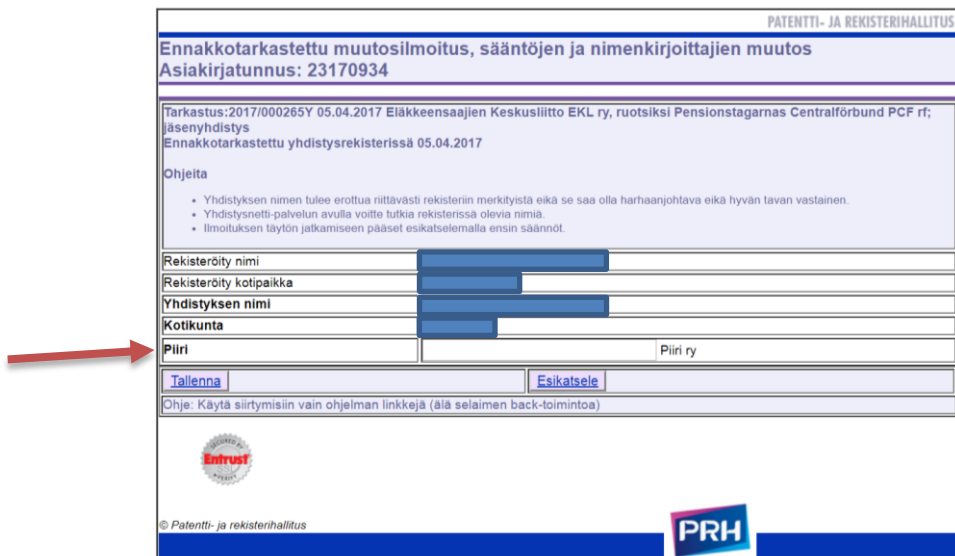 PATENTTI- JA REKISTERIHALLITUS
Ennakkotarkastettu muutosilmoitus, sääntöjen ja nimenkirjoittajien muutos
Asiakirjatunnus: 23170934
Tarkastus:2017/000265Y 05.04.2017 Eläkkeensaajien Keskusliitto EKL ry, ruotsiksi Pensionstagarnas Centralförbund PCF rf;
jäsenyhdistys
Ennakkotarkastettu yhdistysrekisterissä 05.04.2017
Ohjeita
• Yhdistyksen nimen tulee erottua riittävästi rekisteriin merkityistä eikä se saa olla harhaanjohtava eikä hyvän tavan vastainen.
• Yhdistysnetti-palvelun avulla voitte tutkia rekisterissä olevia nimiä.
• Ilmoituksen täytön jatkamiseen pääset esikatselemalla ensin säännöt.
Rekisteröity nimi
Rekisteröity kotipaikka
Yhdistyksen nimi
Kotikunta
Piiri Piiri ry
Tallenna Esikatsele
Ohje: Käytä siirtymisiin vain ohjelman linkkejä (älä selaimen back-toimintoa)
SECURED BY
Entrust
SSL
VERIFY
© Patentti- ja rekisterihallitus
PRH